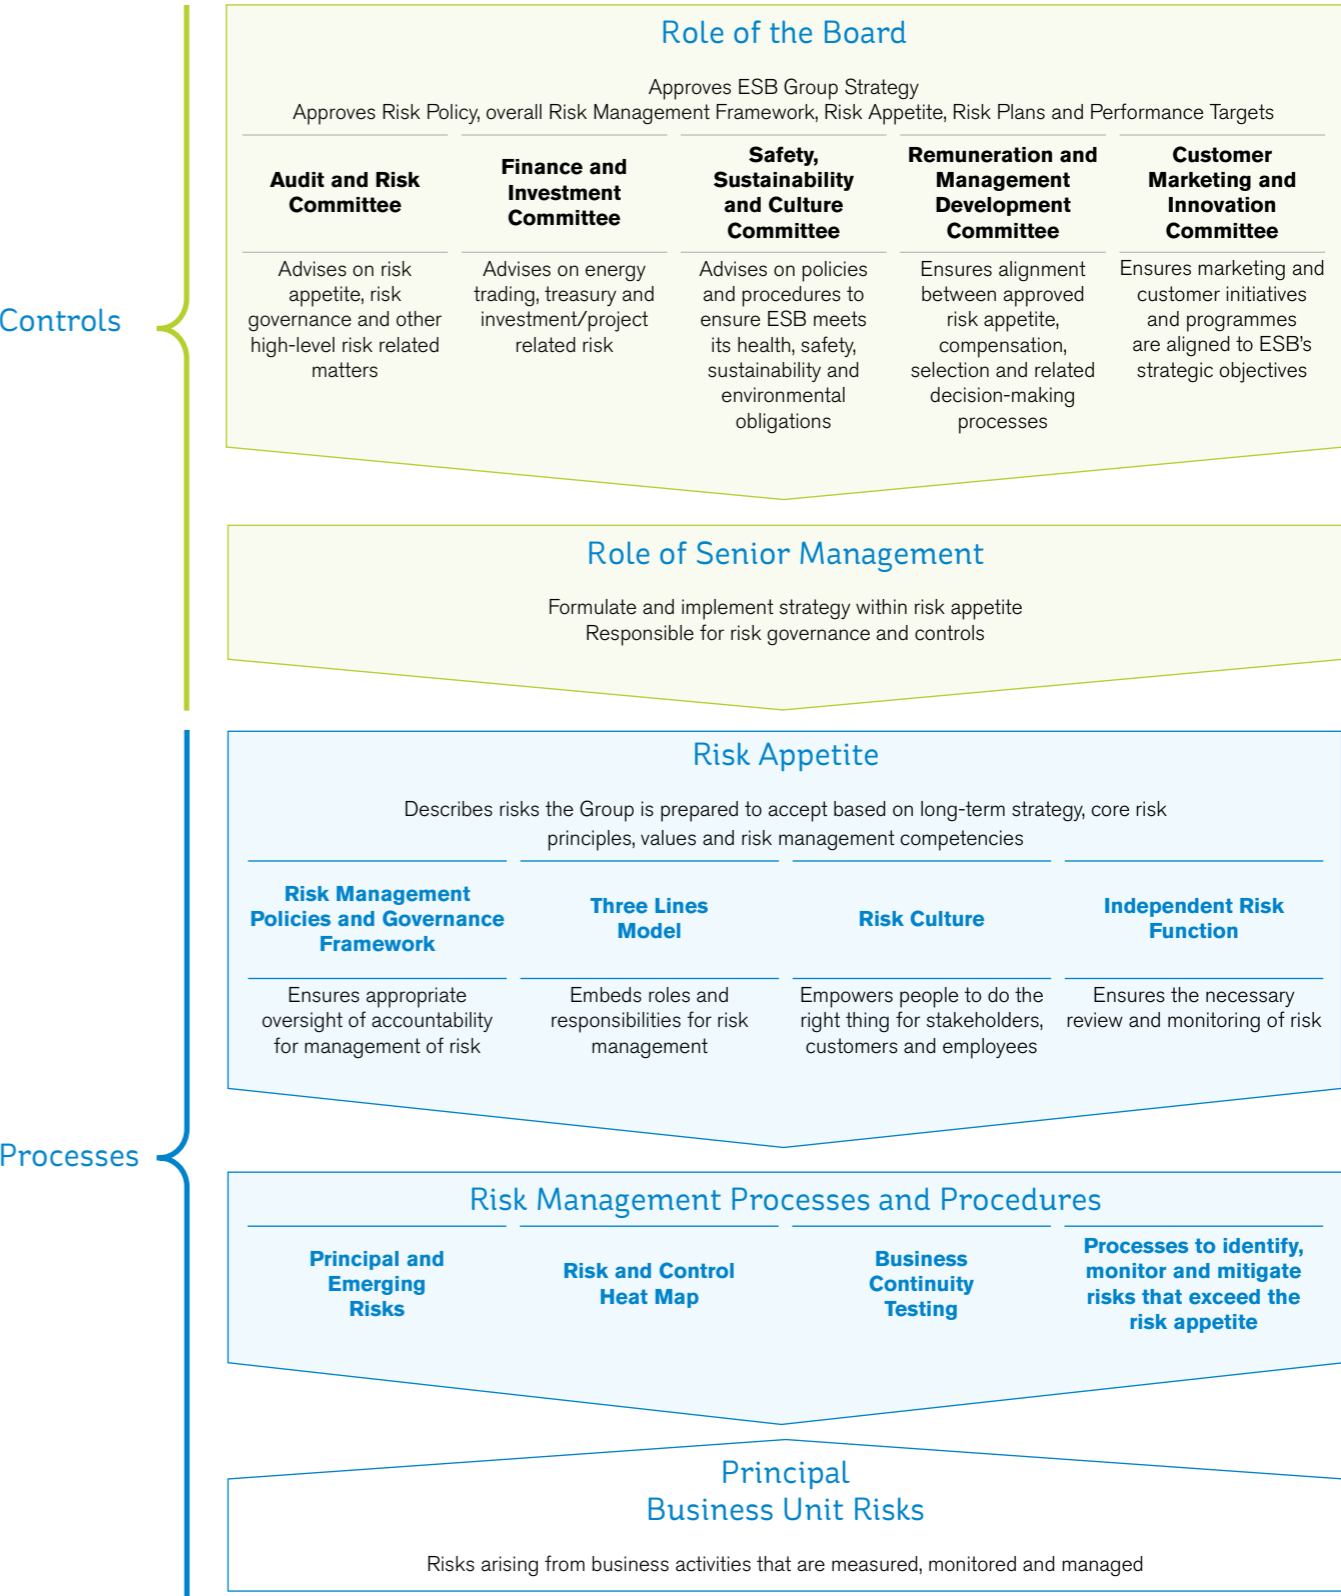 Role of the Board
Approves ESB Group Strategy
Approves Risk Policy, overall Risk Management Framework, Risk Appetite, Risk Plans and Performance Targets
Audit and Risk
Committee
Advises on risk
appetite, risk
governance and other
high-level risk related
matters
Finance and
Investment
Committee
Advises on energy
trading, treasury and
investment/project
related risk
Safety,
Sustainability
and Culture
Committee
Advises on policies
and procedures to
ensure ESB meets
its health, safety,
sustainability and
environmental
obligations
Remuneration and
Management
Development
Committee
Ensures alignment
between approved
risk appetite,
compensation,
selection and related
decision-making
processes
Customer
Marketing and
Innovation
Committee
Ensures marketing and
customer initiatives
and programmes
are aligned to ESB's
strategic objectives
Controls
Role of Senior Management
Formulate and implement strategy within risk appetite
Responsible for risk governance and controls
Risk Appetite
Describes risks the Group is prepared to accept based on long-term strategy, core risk
principles, values and risk management competencies
Risk Management
Policies and Governance
Framework
Ensures appropriate
oversight of accountability
for management of risk
Three Lines
Model
Embeds roles and
responsibilities for risk
management
Risk Culture
Empowers people to do the
right thing for stakeholders,
customers and employees
Independent Risk
Function
Ensures the necessary
review and monitoring of risk
Processes
Risk Management Processes and Procedures
Principal and
Emerging
Risks
Risk and Control
Heat Map
Business
Continuity
Testing
Processes to identify,
monitor and mitigate
risks that exceed the
risk appetite
Principal
Business Unit Risks
Risks arising from business activities that are measured, monitored and managed